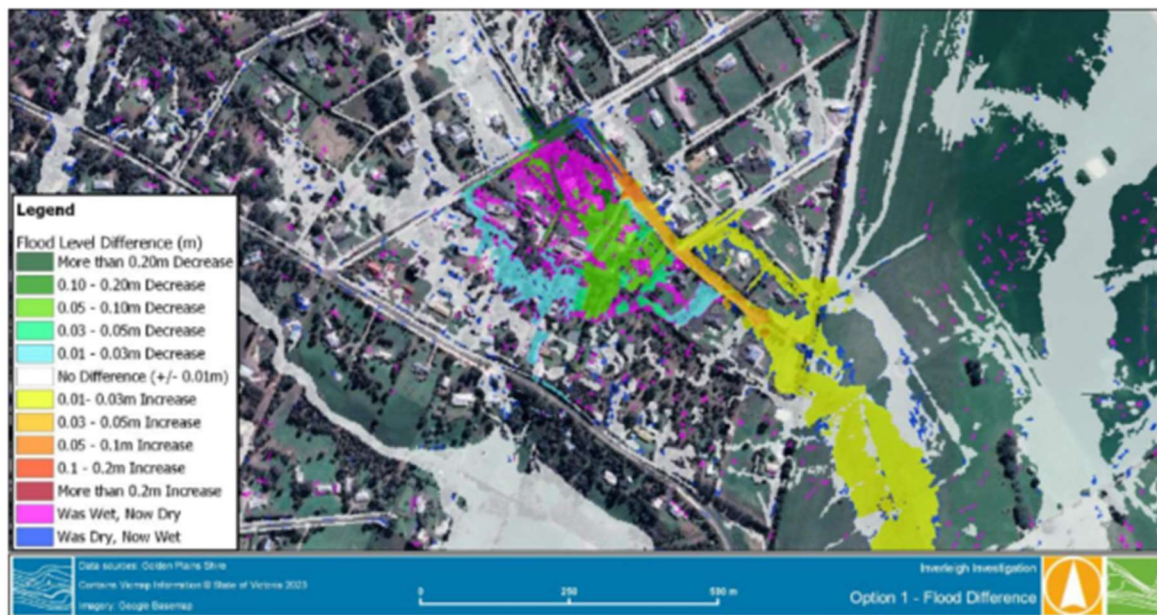 Legend
Flood Level Difference (m)
More than 0.20m Decrease
0.10 - 0.20m Decrease
0.05 - 0.10m Decrease
0.03 - 0.05m Decrease
0.01 - 0.03m Decrease
No Difference (+/- 0.01m)
0.01- 0.03m Increase
0.03 - 0.05m Increase
0.05 - 0.1m Increase
0.1 - 0.2m Increase
More than 0.2m Increase
Was Wet, Now Dry
Was Dry, Now Wet
Data sources: Golden Plains Shire
Contains Vicmap Information © State of Victoria 2023
Imagery: Google Basemap
0 250 500 m
Inverleigh Investigation
Option 1 - Flood Difference